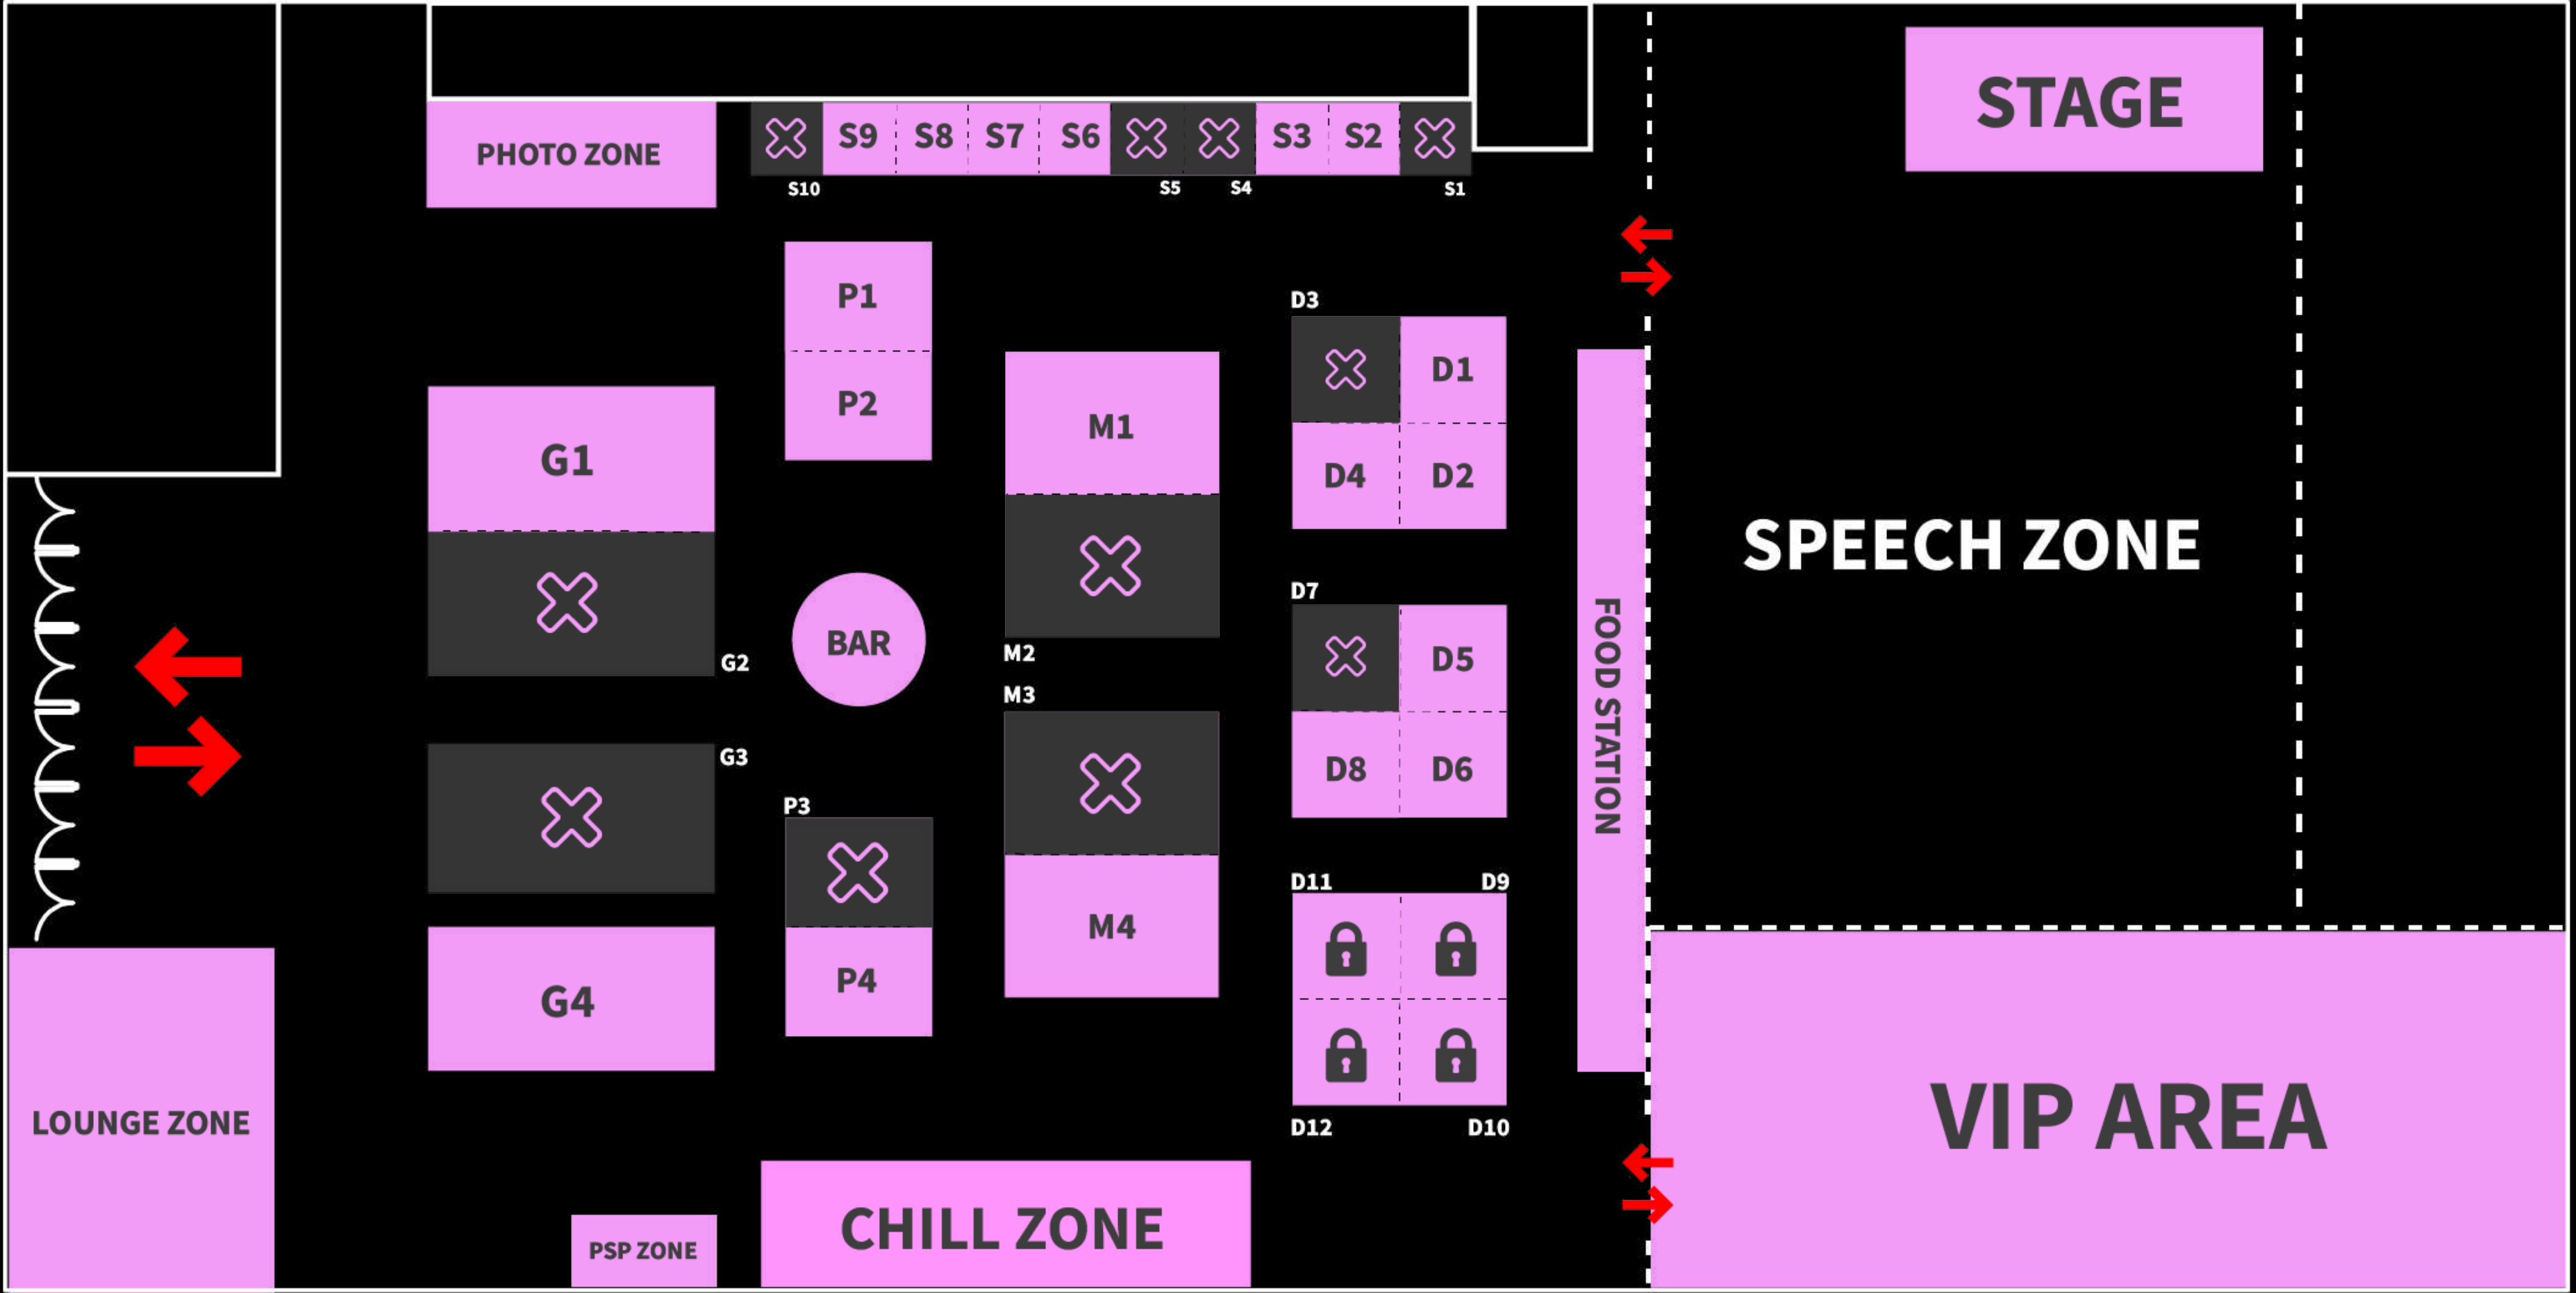 STAGE
PHOTO ZONE
S9 S8 S7 S6 S3 S2
S10 S5 S4 S1
P1
P2
D3
D1
D4 D2
M1
G1
SPEECH ZONE
D7
D5
D8 D6
FOOD STATION
BAR
M2
G2
M3
G3
P3
D11 D9
M4
P4
G4
D12 D10
LOUNGE ZONE
VIP AREA
CHILL ZONE
PSP ZONE